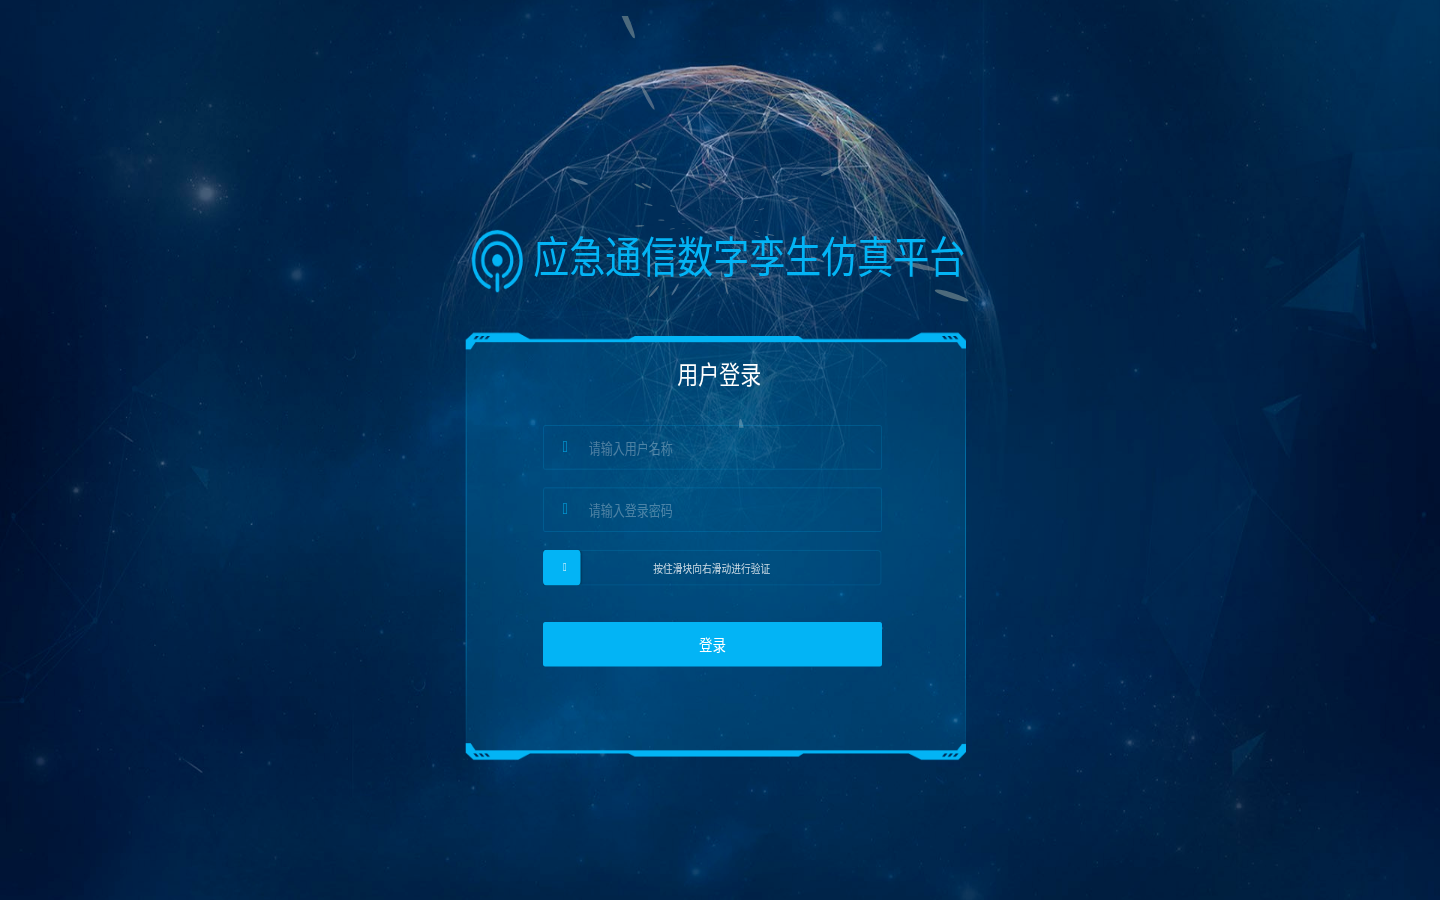 应急通信数字孪生仿真平台
用户登录
请输入用户名称
请输入登录密码
按住滑块向右滑动进行验证
登录